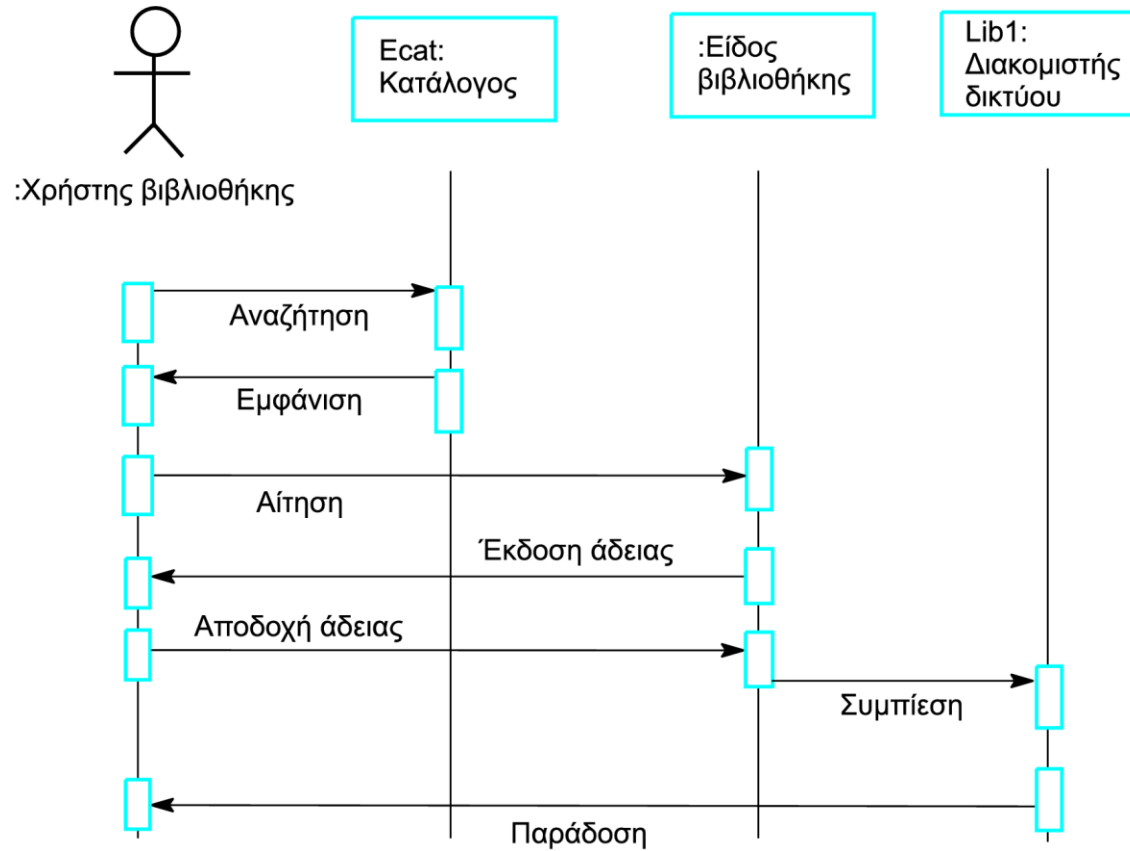 Ecat:
Κατάλογος
:Είδος
βιβλιοθήκης
Lib1:
Διακομιστής
δικτύου
:Χρήστης βιβλιοθήκης
Αναζήτηση
Εμφάνιση
Αίτηση
Έκδοση άδειας
Αποδοχή άδειας
Συμπίεση
Παράδοση